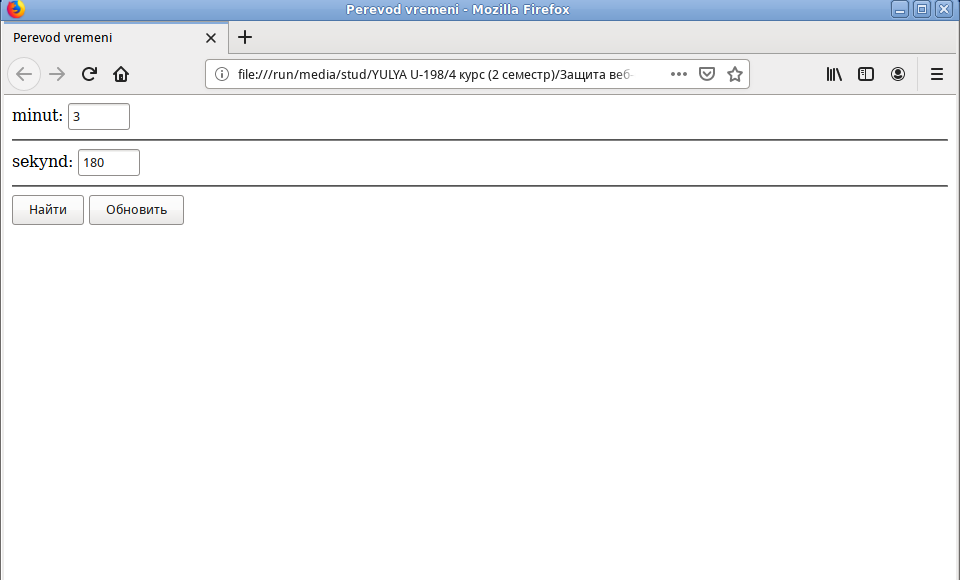 Perevod vremeni - Mozilla Firefox
Perevod vremeni
file:///run/media/stud/YULYA U-198/4 курс (2 семестр)/Защита веб-
minut: 3
sekynd: 180
Найти Обновить